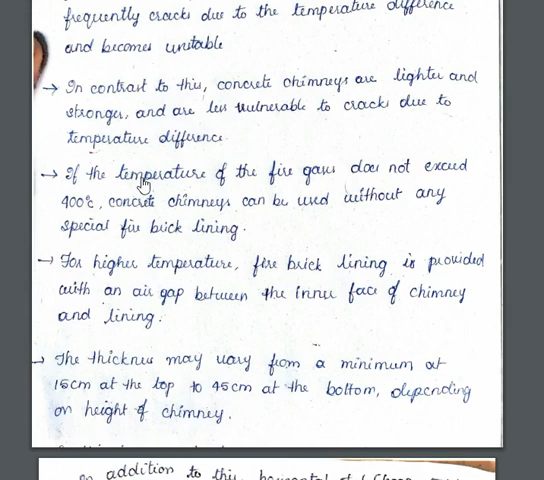 frequently cracks due to the temperature difference
and becomes unstable
→ In contrast to this, concrete chimneys are lighter and
stronger, and are less vulnerable to cracks due to
temperature difference.
→ If the temperature of the fire gases does not exceed
400°c, concrete chimneys can be used without any
special fire brick lining.
→ For higher temperature, fire brick lining is provided
with an air gap between the inner face of chimney
and lining.
→ The thickness may vary from a minimum at
15cm at the top to 45cm at the bottom, depending
on height of chimney.
addition to this horizontal